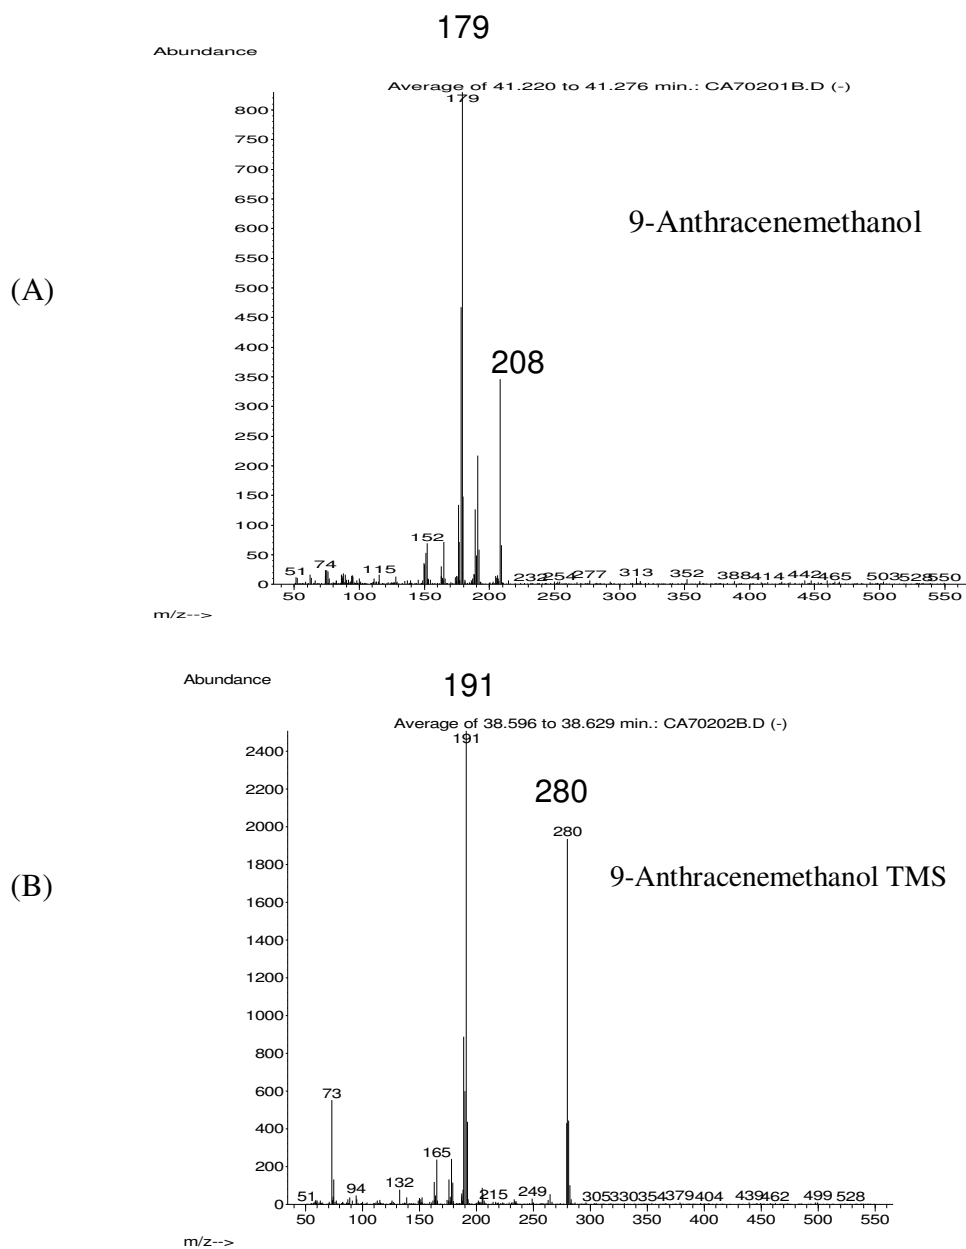 179
Abundance
Average of 41.220 to 41.276 min.: CA70201B.D (-)
179
800
750
700
650
600
550
500
450
400
350
300
250
200
150
100
50
0
9-Anthracenemethanol
(A)
208
51 74 115 152 232 254 277 313 352 388 414 442 465 503 528 550
50 100 150 200 250 300 350 400 450 500 550
m/z-->
Abundance
191
Average of 38.596 to 38.629 min.: CA70202B.D (-)
191
2400
2200
2000
1800
1600
1400
1200
1000
800
600
400
200
0
280
280
9-Anthracenemethanol TMS
(B)
73
165
51 94 132 215 249 305 330 354 379 404 439 462 499 528
50 100 150 200 250 300 350 400 450 500 550
m/z-->